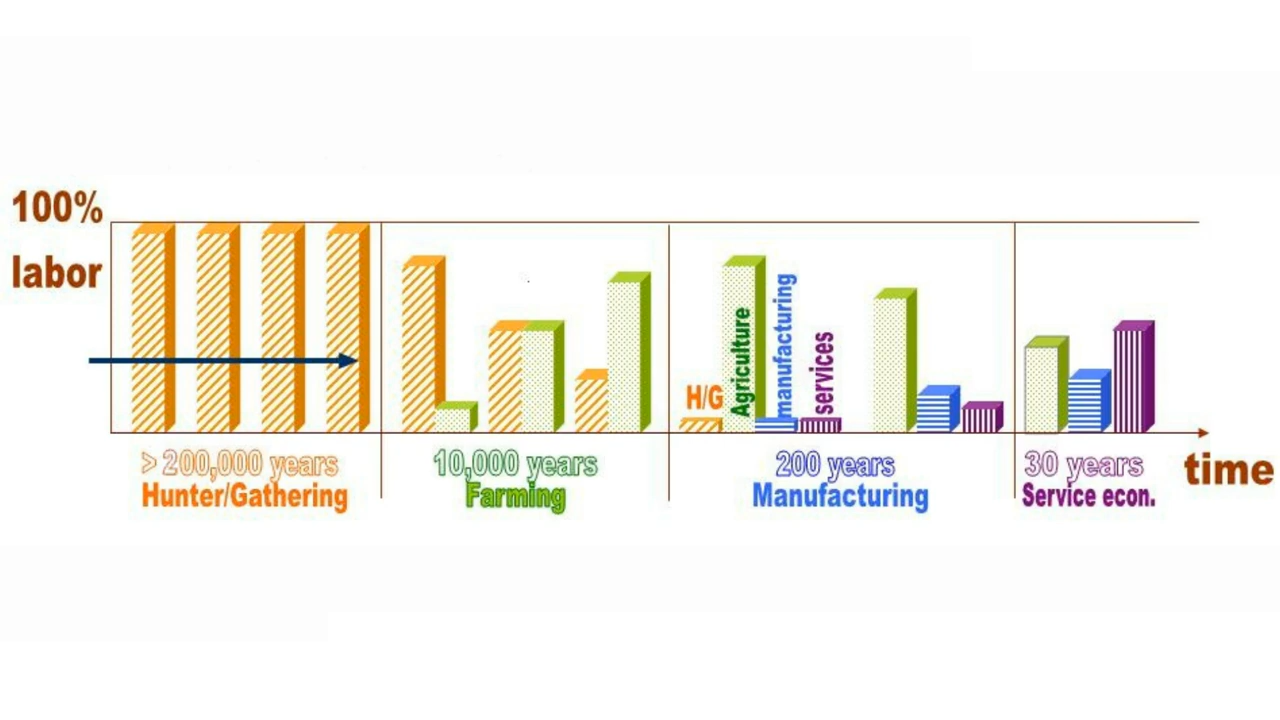 100%
labor
H/G
Agriculture
manufacturing
services
> 200,000 years
Hunter/Gathering
10,000 years
Farming
200 years
Manufacturing
30 years
Service econ.
time